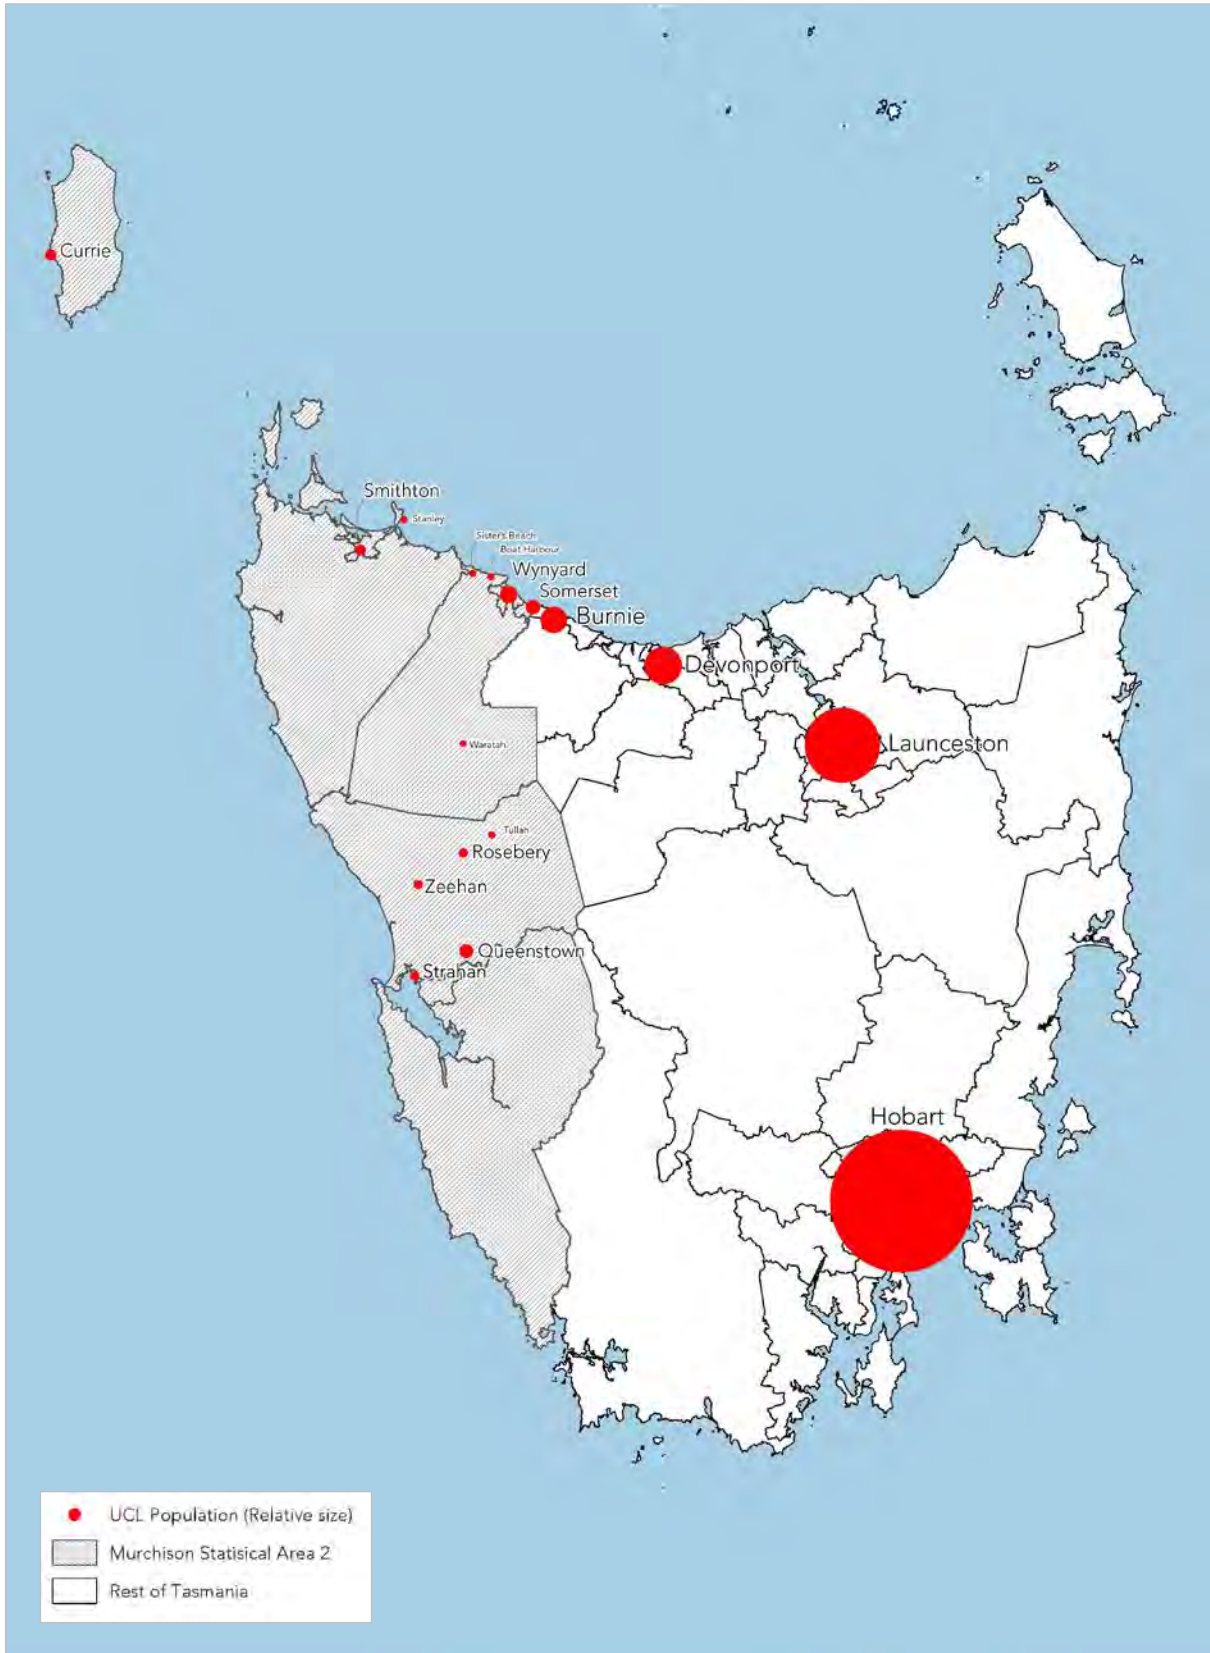 Currie
Smithton
Stanley
Sisters Beach
Boat Harbour
Wynyard
Somerset
Burnie
Devonport
Launceston
Waratah
Tullah
Rosebery
Zeehan
Queenstown
Strahan
Hobart
UCL Population (Relative size)
Murchison Statisical Area 2
Rest of Tasmania